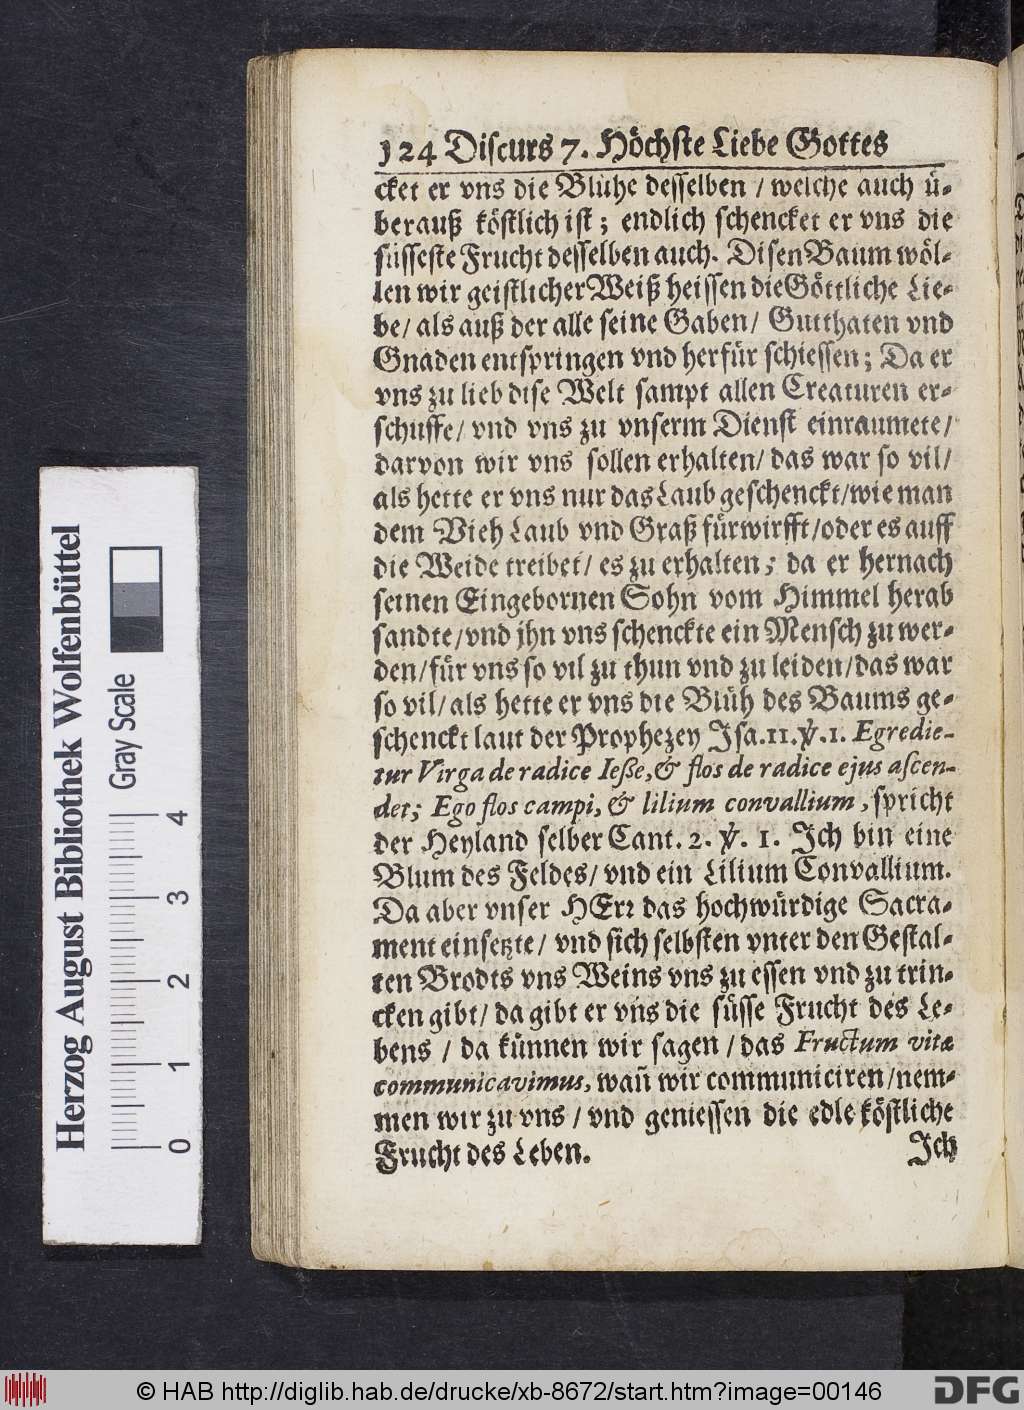 124 Discurs 7. Höchste Liebe Gottes
cket er vns die Blühe desselben / welche auch ü-
berauß köstlich ist; endlich schencket er vns die
süsseste Frucht desselben auch. Disen Baum wöl-
len wir geistlicher Weiß heissen die Göttliche Lie-
be/ als auß der alle seine Gaben/ Gutthaten vnd
Gnaden entspringen vnd herfür schiessen; Da er
vns zu lieb dise Welt sampt allen Creaturen er-
schuffe/ vnd vns zu vnserm Dienst einraumete/
darvon wir vns sollen erhalten/ das war so vil/
als hette er vns nur das Laub geschenckt/wie man
dem Vieh Laub vnd Graß fürwirfft/oder es auff
die Weide treibet/ es zu erhalten; da er hernach
seinen Eingebornen Sohn vom Himmel herab
sandte/vnd jhn vns schenckte ein Mensch zu wer-
den/für vns so vil zu thun vnd zu leiden/das war
so vil/als hette er vns die Blüh des Baums ge-
schenckt laut der Prophezey Jsa.11.℣.1. Egredie-
tur Virga de radice Ieße,& flos de radice ejus ascen-
det; Ego flos campi, & lilium convallium, spricht
der Heyland selber Cant. 2. ℣. 1. Jch bin eine
Blum des Feldes/ vnd ein Lilium Convallium.
Da aber vnser HErꝛ das hochwürdige Sacra-
ment einsetzte/ vnd sich selbsten vnter den Gestal-
ten Brodts vns Weins vns zu essen vnd zu trin-
cken gibt/ da gibt er vns die süsse Frucht des Le-
bens / da künnen wir sagen / das Fructum vitæ
communicavimus, wañ wir communiciren/nem-
men wir zu vns / vnd geniessen die edle köstliche
Frucht des Leben.
Jch
Herzog August Bibliothek Wolfenbüttel
Gray Scale
0 1 2 3 4
© HAB http://diglib.hab.de/drucke/xb-8672/start.htm?image=00146
DFG